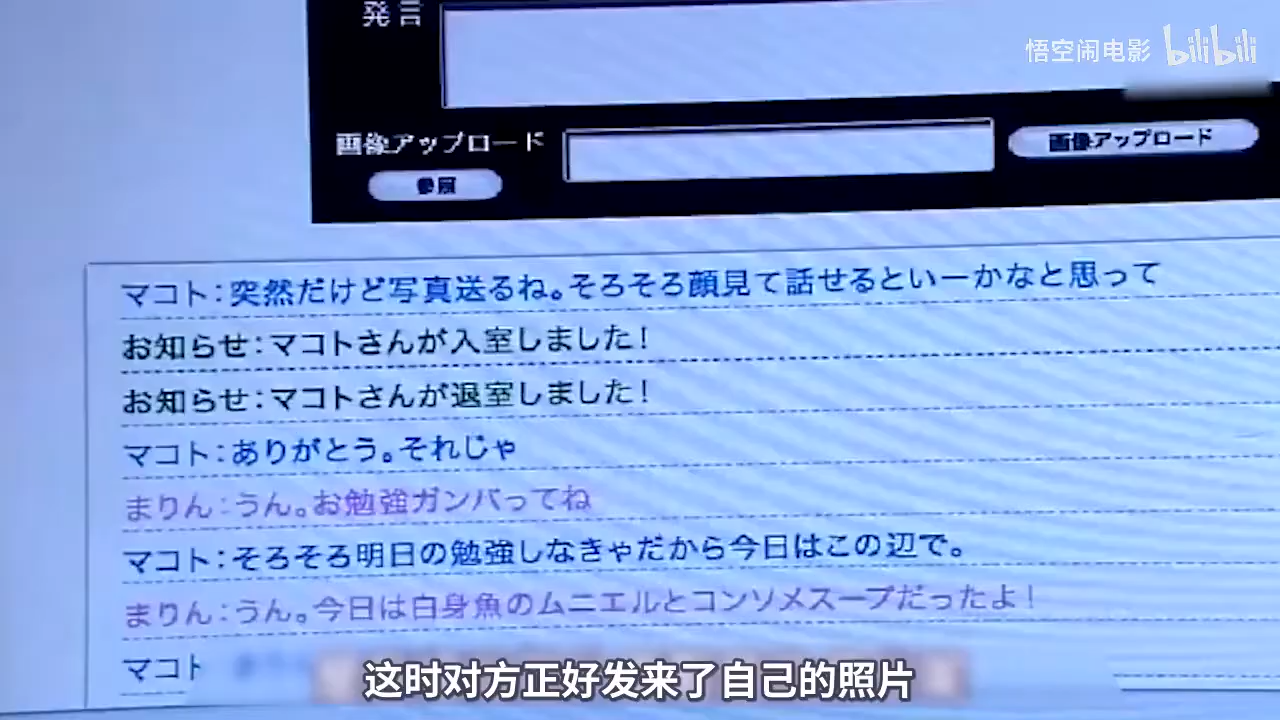 発言
悟空闹电影 bilibili
画像アップロード
画像アップロード
参照
マコト:突然だけど写真送るね。そろそろ顔見て話せるといーかなと思って
お知らせ:マコトさんが入室しました!
お知らせ:マコトさんが退室しました!
マコト:ありがとう。それじゃ
まりん:うん。お勉強ガンバってね
マコト:そろそろ明日の勉強しなきゃだから今日はこの辺で。
まりん:うん。今日は白身魚のムニエルとコンソメスープだったよ!
マコト
这时对方正好发来了自己的照片